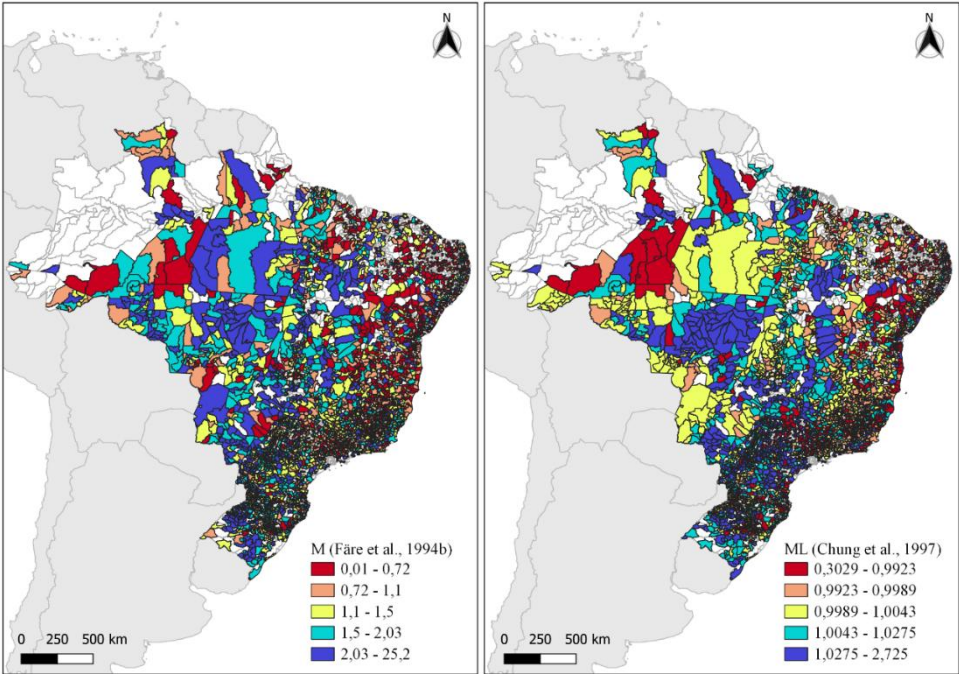 N
M (Färe et al., 1994b)
0,01 - 0,72
0,72 - 1,1
1,1 - 1,5
1,5 - 2,03
2,03 - 25,2
0 250 500 km
N
ML (Chung et al., 1997)
0,3029 - 0,9923
0,9923 - 0,9989
0,9989 - 1,0043
1,0043 - 1,0275
1,0275 - 2,725
0 250 500 km